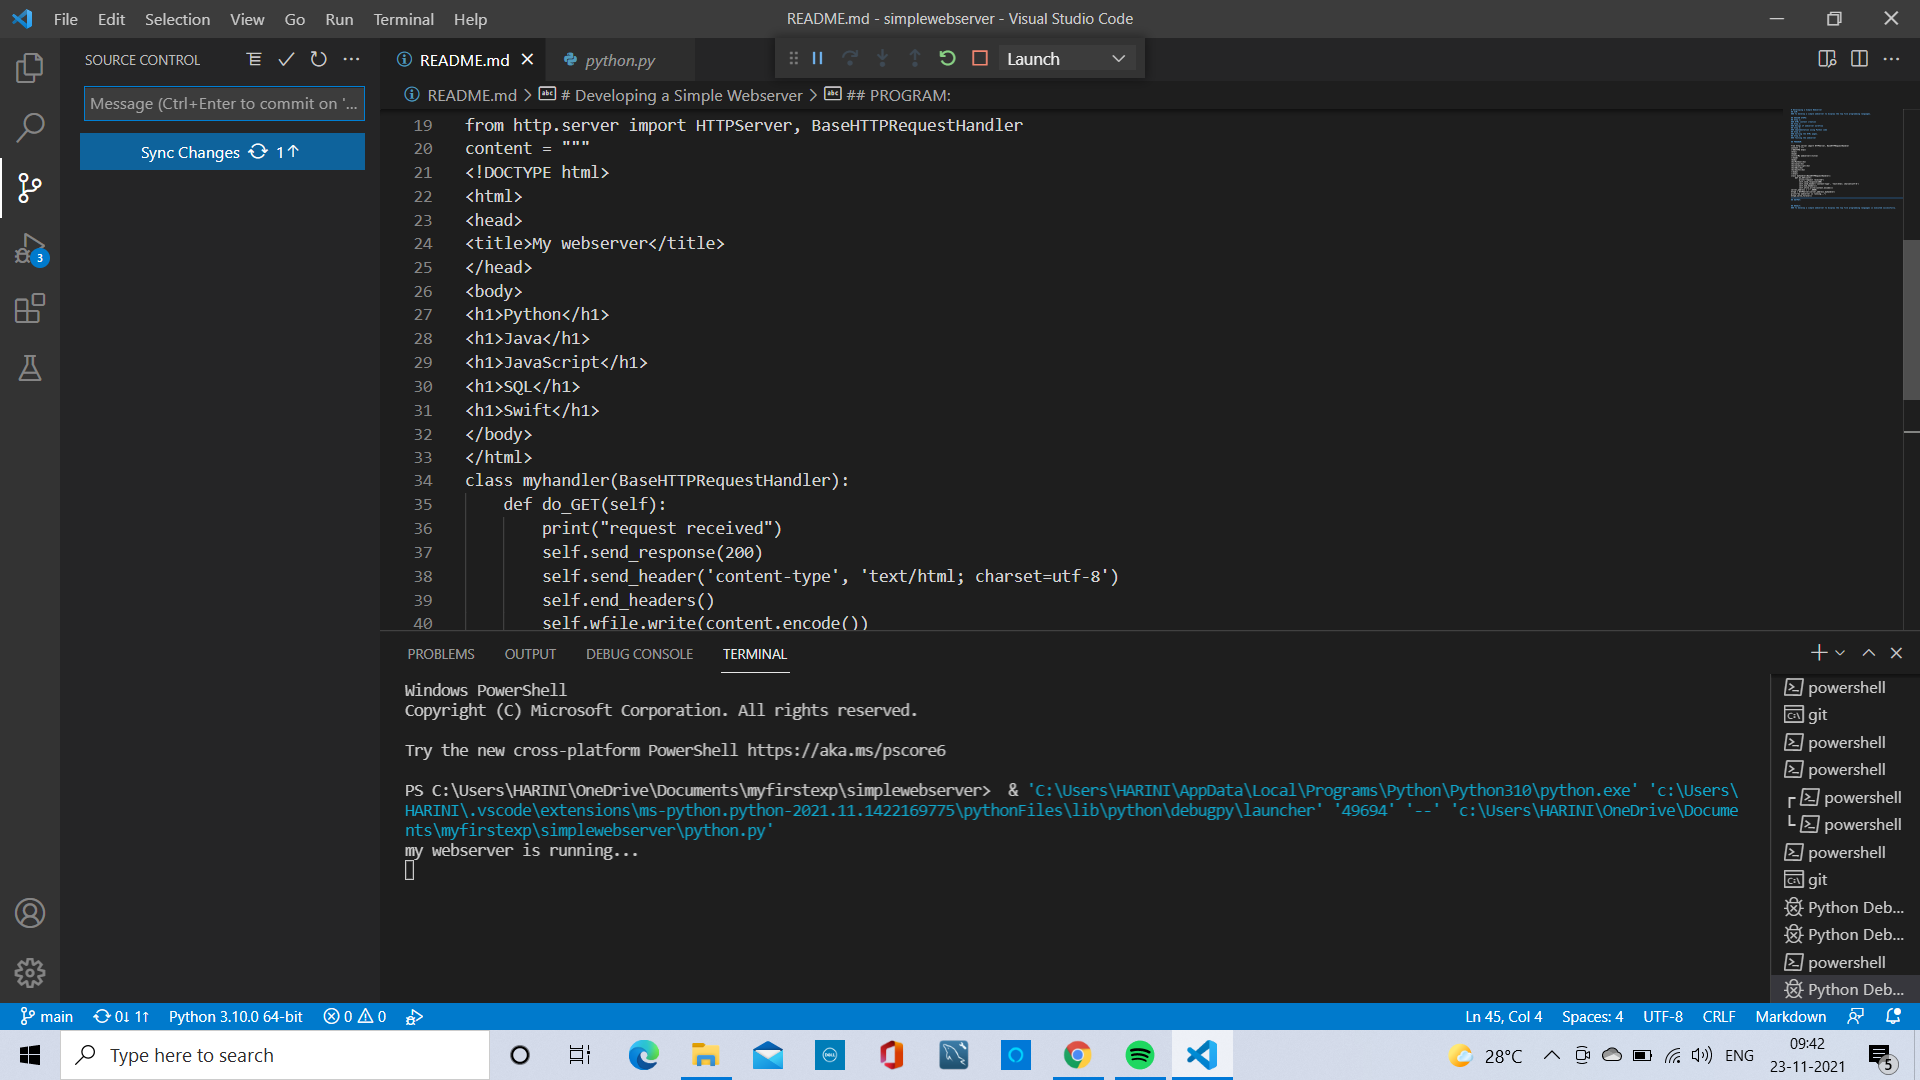 File Edit Selection View Go Run Terminal Help
README.md - simplewebserver - Visual Studio Code
SOURCE CONTROL
README.md
python.py
Launch
Message (Ctrl+Enter to commit on '...
README.md > # Developing a Simple Webserver > ## PROGRAM:
Sync Changes 1↑
3
19 from http.server import HTTPServer, BaseHTTPRequestHandler
20 content = """
21 <!DOCTYPE html>
22 <html>
23 <head>
24 <title>My webserver</title>
25 </head>
26 <body>
27 <h1>Python</h1>
28 <h1>Java</h1>
29 <h1>JavaScript</h1>
30 <h1>SQL</h1>
31 <h1>Swift</h1>
32 </body>
33 </html>
34 class myhandler(BaseHTTPRequestHandler):
35 def do_GET(self):
36 print("request received")
37 self.send_response(200)
38 self.send_header('content-type', 'text/html; charset=utf-8')
39 self.end_headers()
40 self.wfile.write(content.encode())
PROBLEMS OUTPUT DEBUG CONSOLE TERMINAL
Windows PowerShell
Copyright (C) Microsoft Corporation. All rights reserved.
Try the new cross-platform PowerShell https://aka.ms/pscore6
PS C:\Users\HARINI\OneDrive\Documents\myfirstexp\simplewebserver> & 'C:\Users\HARINI\AppData\Local\Programs\Python\Python310\python.exe' 'c:\Users\
HARINI\.vscode\extensions\ms-python.python-2021.11.1422169775\pythonFiles\lib\python\debugpy\launcher' '49694' '--' 'c:\Users\HARINI\OneDrive\Docume
nts\myfirstexp\simplewebserver\python.py'
my webserver is running...
powershell
git
powershell
powershell
powershell
powershell
powershell
git
Python Deb...
Python Deb...
powershell
Python Deb...
main 0↓ 1↑ Python 3.10.0 64-bit 0 0
Ln 45, Col 4 Spaces: 4 UTF-8 CRLF Markdown
Type here to search
28°C
ENG
09:42
23-11-2021
5